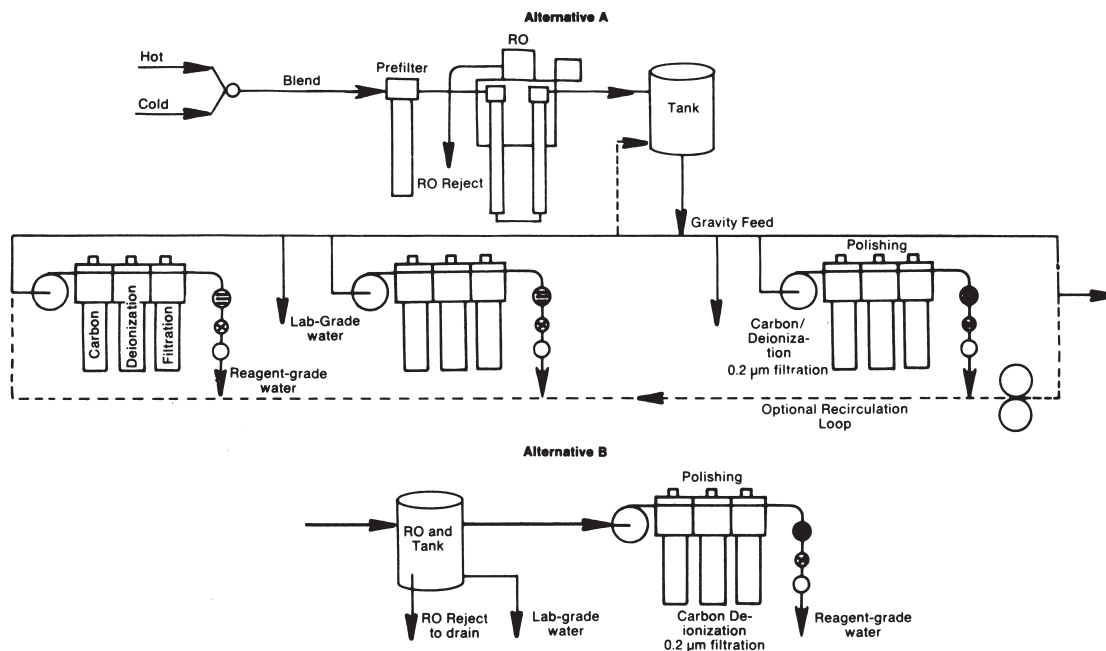 Alternative A
RO
Hot
Prefilter
Blend
Cold
Tank
RO Reject
Gravity Feed
Polishing
Carbon
Deionization
Filtration
Lab-Grade
water
Carbon/
Deioniza-
tion
0.2 μm filtration
Reagent-grade
water
Optional Recirculation
Loop
Alternative B
Polishing
RO and
Tank
RO Reject
to drain
Lab-grade
water
Carbon De-
ionization
0.2 μm filtration
Reagent-grade
water